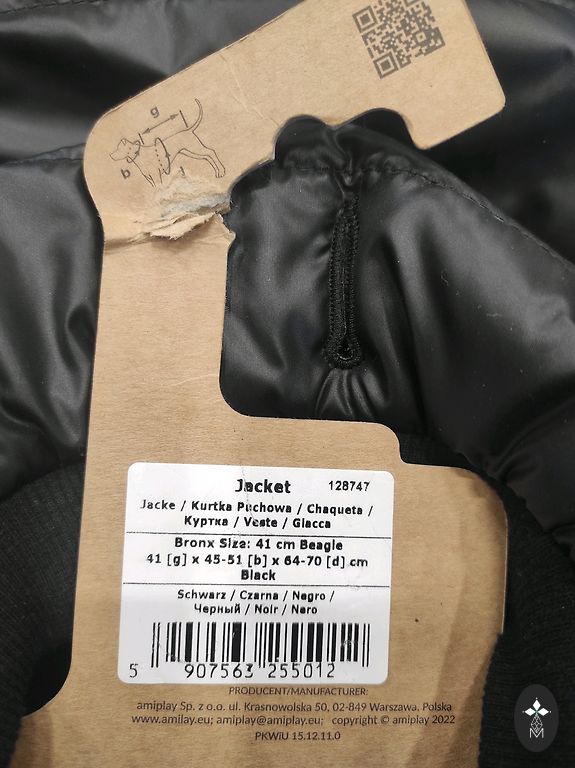 g
b
Jacket 128747
Jacke / Kurtka Puchowa / Chaqueta /
Куртка / Veste / Giacca
Bronx Size: 41 cm Beagle
41 [g] x 45-51 [b] x 64-70 [d] cm
Black
Schwarz / Czarna / Negro /
Черный / Noir / Nero
5 907563 255012
PRODUCENT/MANUFACTURER:
amiplay Sp. z o.o. ul. Krasnowolska 50, 02-849 Warszawa. Polska
www.amilay.eu; amiplay@amiplay.eu; copyright © amiplay 2022
PKWiU 15.12.11.0